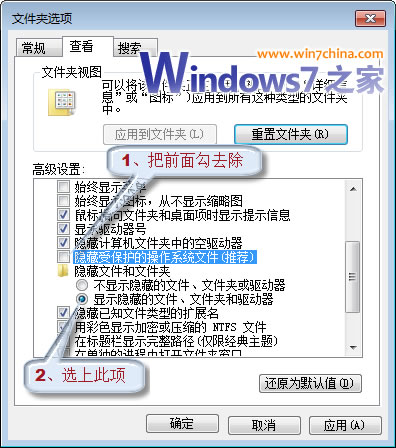 文件夹选项
常规 查看 搜索
www.win7china.com
Windows7之家
文件夹视图
可以将该
息”或“图标”)应用到所有这种类型的文件夹
中。
应用到文件夹(L) 重置文件夹(R)
高级设置:
1、把前面勾去除
始终显示
始终显示图标，从不显示缩略图
鼠标指向文件夹和桌面项时显示提示信息
显示驱动器号
隐藏计算机文件夹中的空驱动器
隐藏受保护的操作系统文件(推荐)
隐藏文件和文件夹
不显示隐藏的文件、文件夹或驱动器
显示隐藏的文件、文件夹和驱动器
隐藏已知文件类型的扩展名
用彩色显示加密或压缩的 NTFS 文件
在标题栏显示完整路径(仅限经典主题)
在单独的进程中打开文件夹窗口
2、选上此项
还原为默认值(D)
确定 取消 应用(A)